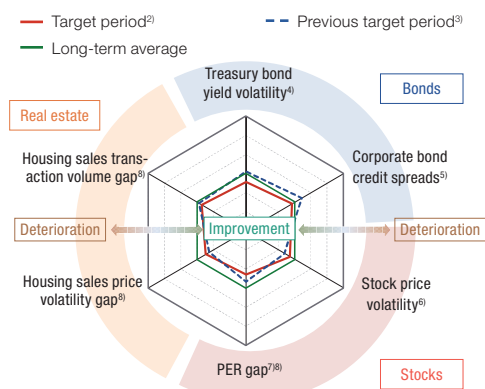 Target period2)
Previous target period3)
Long-term average
Treasury bond
yield volatility4)
Bonds
Real estate
Housing sales trans-
action volume gap8)
Corporate bond
credit spreads5)
Deterioration
Improvement
Deterioration
Housing sales price
volatility gap8)
Stock price
volatility6)
PER gap7)8)
Stocks